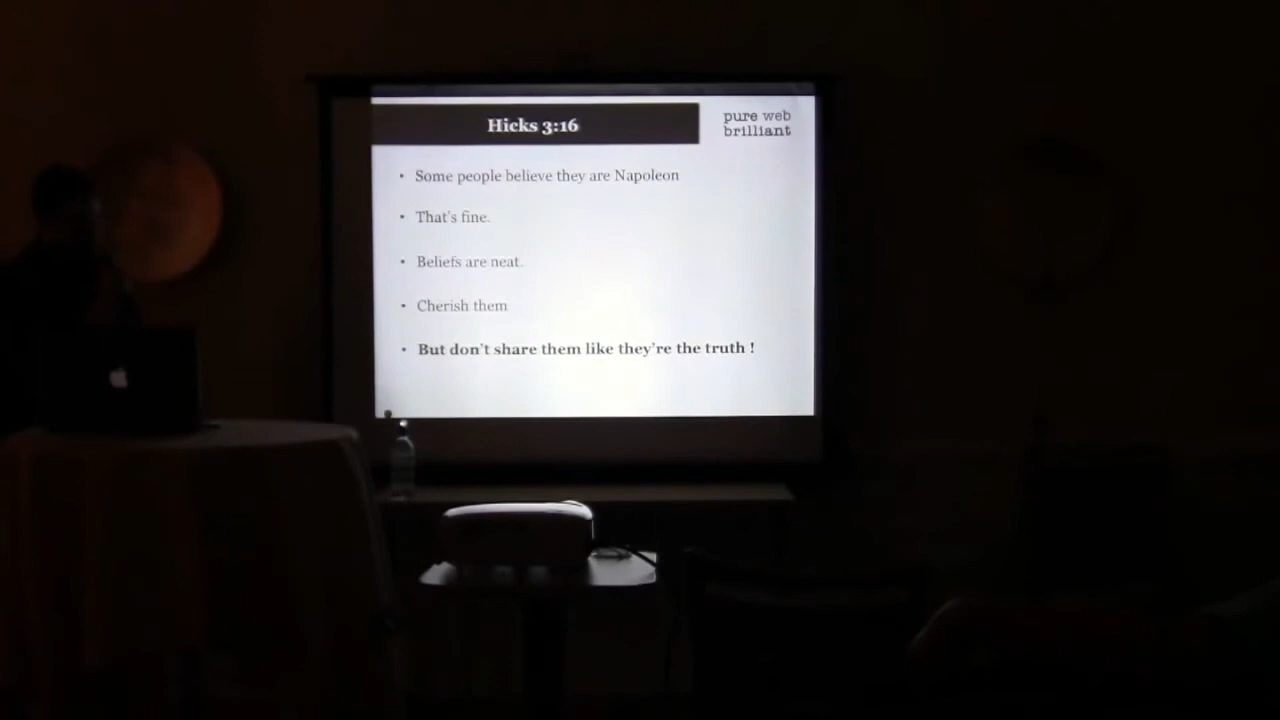 Hicks 3:16
pure web
brilliant
• Some people believe they are Napoleon
• That's fine.
• Beliefs are neat.
• Cherish them
• But don't share them like they're the truth !